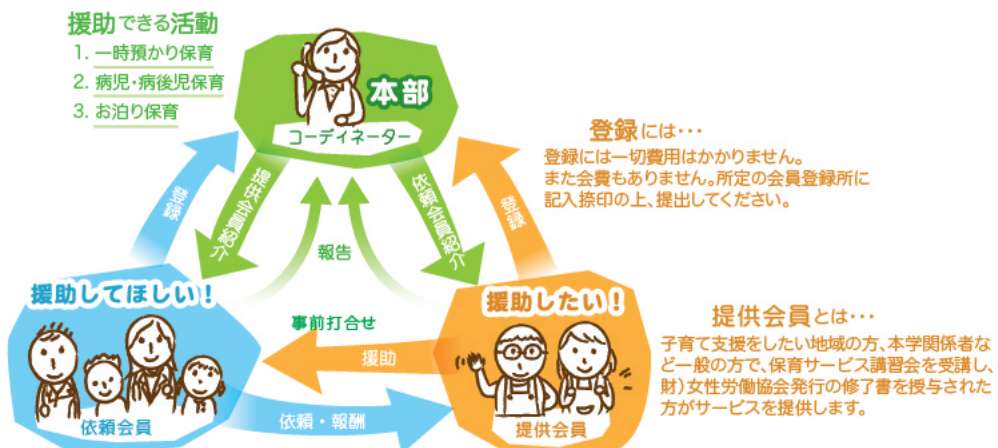 援助できる活動
1. 一時預かり保育
2. 病児・病後児保育
3. お泊り保育
本部
コーディネーター
登録には・・・
登録には一切費用はかかりません。
また会費もありません。所定の会員登録所に
記入捺印の上、提出してください。
登録
提供会員紹介
依頼会員紹介
登録
報告
援助してほしい！
援助したい！
事前打合せ
援助
依頼・報酬
依頼会員
提供会員
提供会員とは・・・
子育て支援をしたい地域の方、本学関係者な
ど一般の方で、保育サービス講習会を受講し、
財）女性労働協会発行の修了書を授与された
方がサービスを提供します。